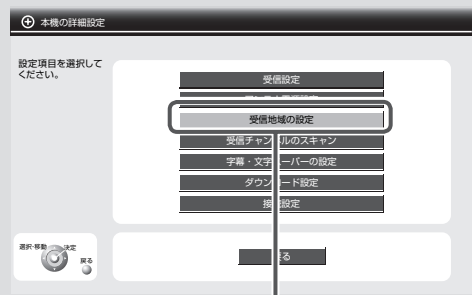 本機の詳細設定
設定項目を選択して
ください。
受信設定
受信地域の設定
受信チャンネルのスキャン
字幕・文字スーパーの設定
ダウンロード設定
接続設定
戻る
選択・移動 決定
戻る